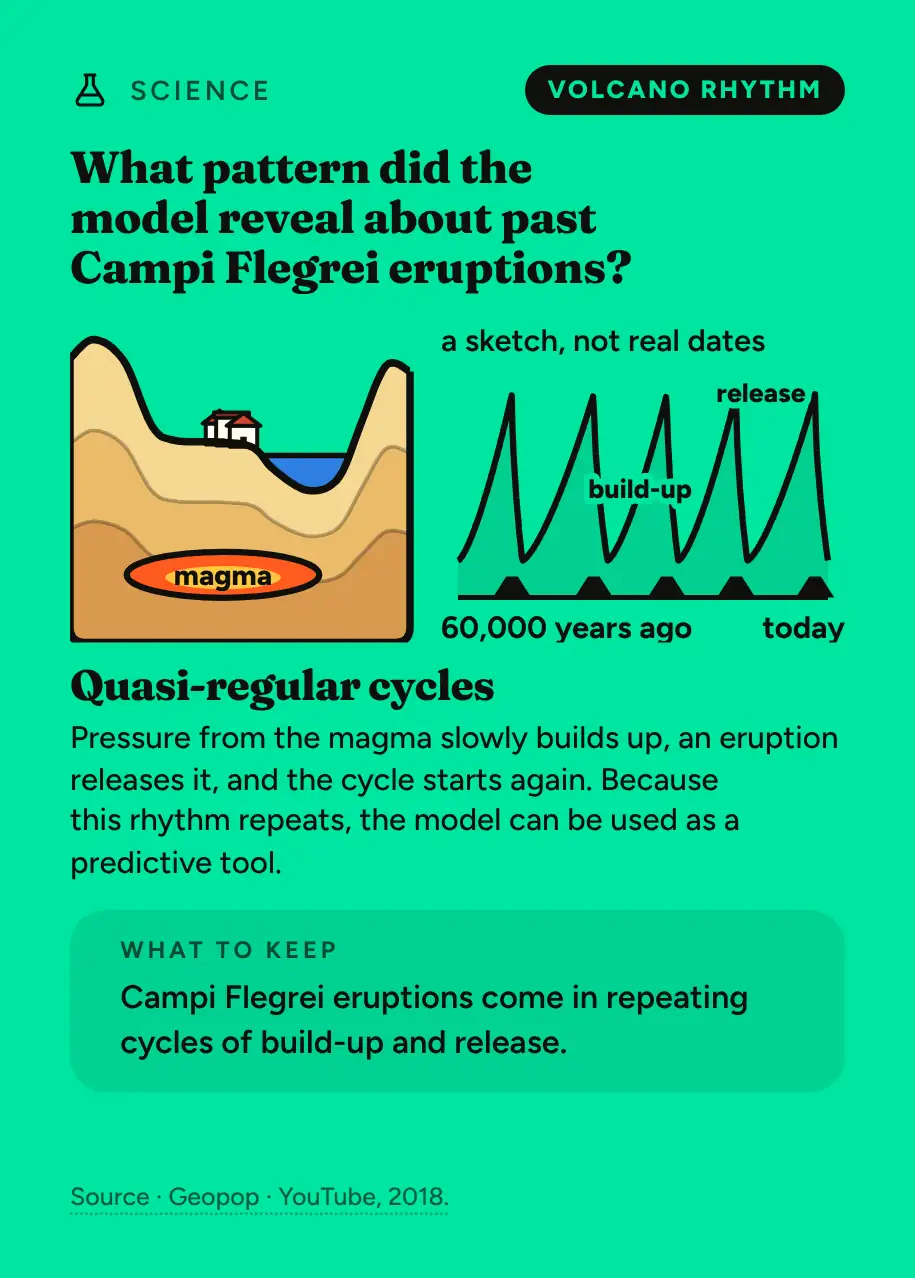 SCIENCE
VOLCANO RHYTHM
What pattern did the
model reveal about past
Campi Flegrei eruptions?
a sketch, not real dates
release
build-up
magma
60,000 years ago
today
Quasi-regular cycles
Pressure from the magma slowly builds up, an eruption
releases it, and the cycle starts again. Because
this rhythm repeats, the model can be used as a
predictive tool.
WHAT TO KEEP
Campi Flegrei eruptions come in repeating
cycles of build-up and release.
Source · Geopop · YouTube, 2018.